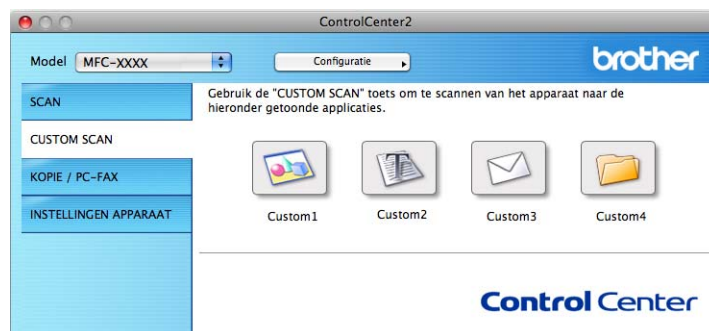 ControlCenter2
Model MFC-XXXX Configuratie brother
SCAN
CUSTOM SCAN
KOPIE / PC-FAX
INSTELLINGEN APPARAAT
Gebruik de "CUSTOM SCAN" toets om te scannen van het apparaat naar de
hieronder getoonde applicaties.
Custom1 Custom2 Custom3 Custom4
Control Center